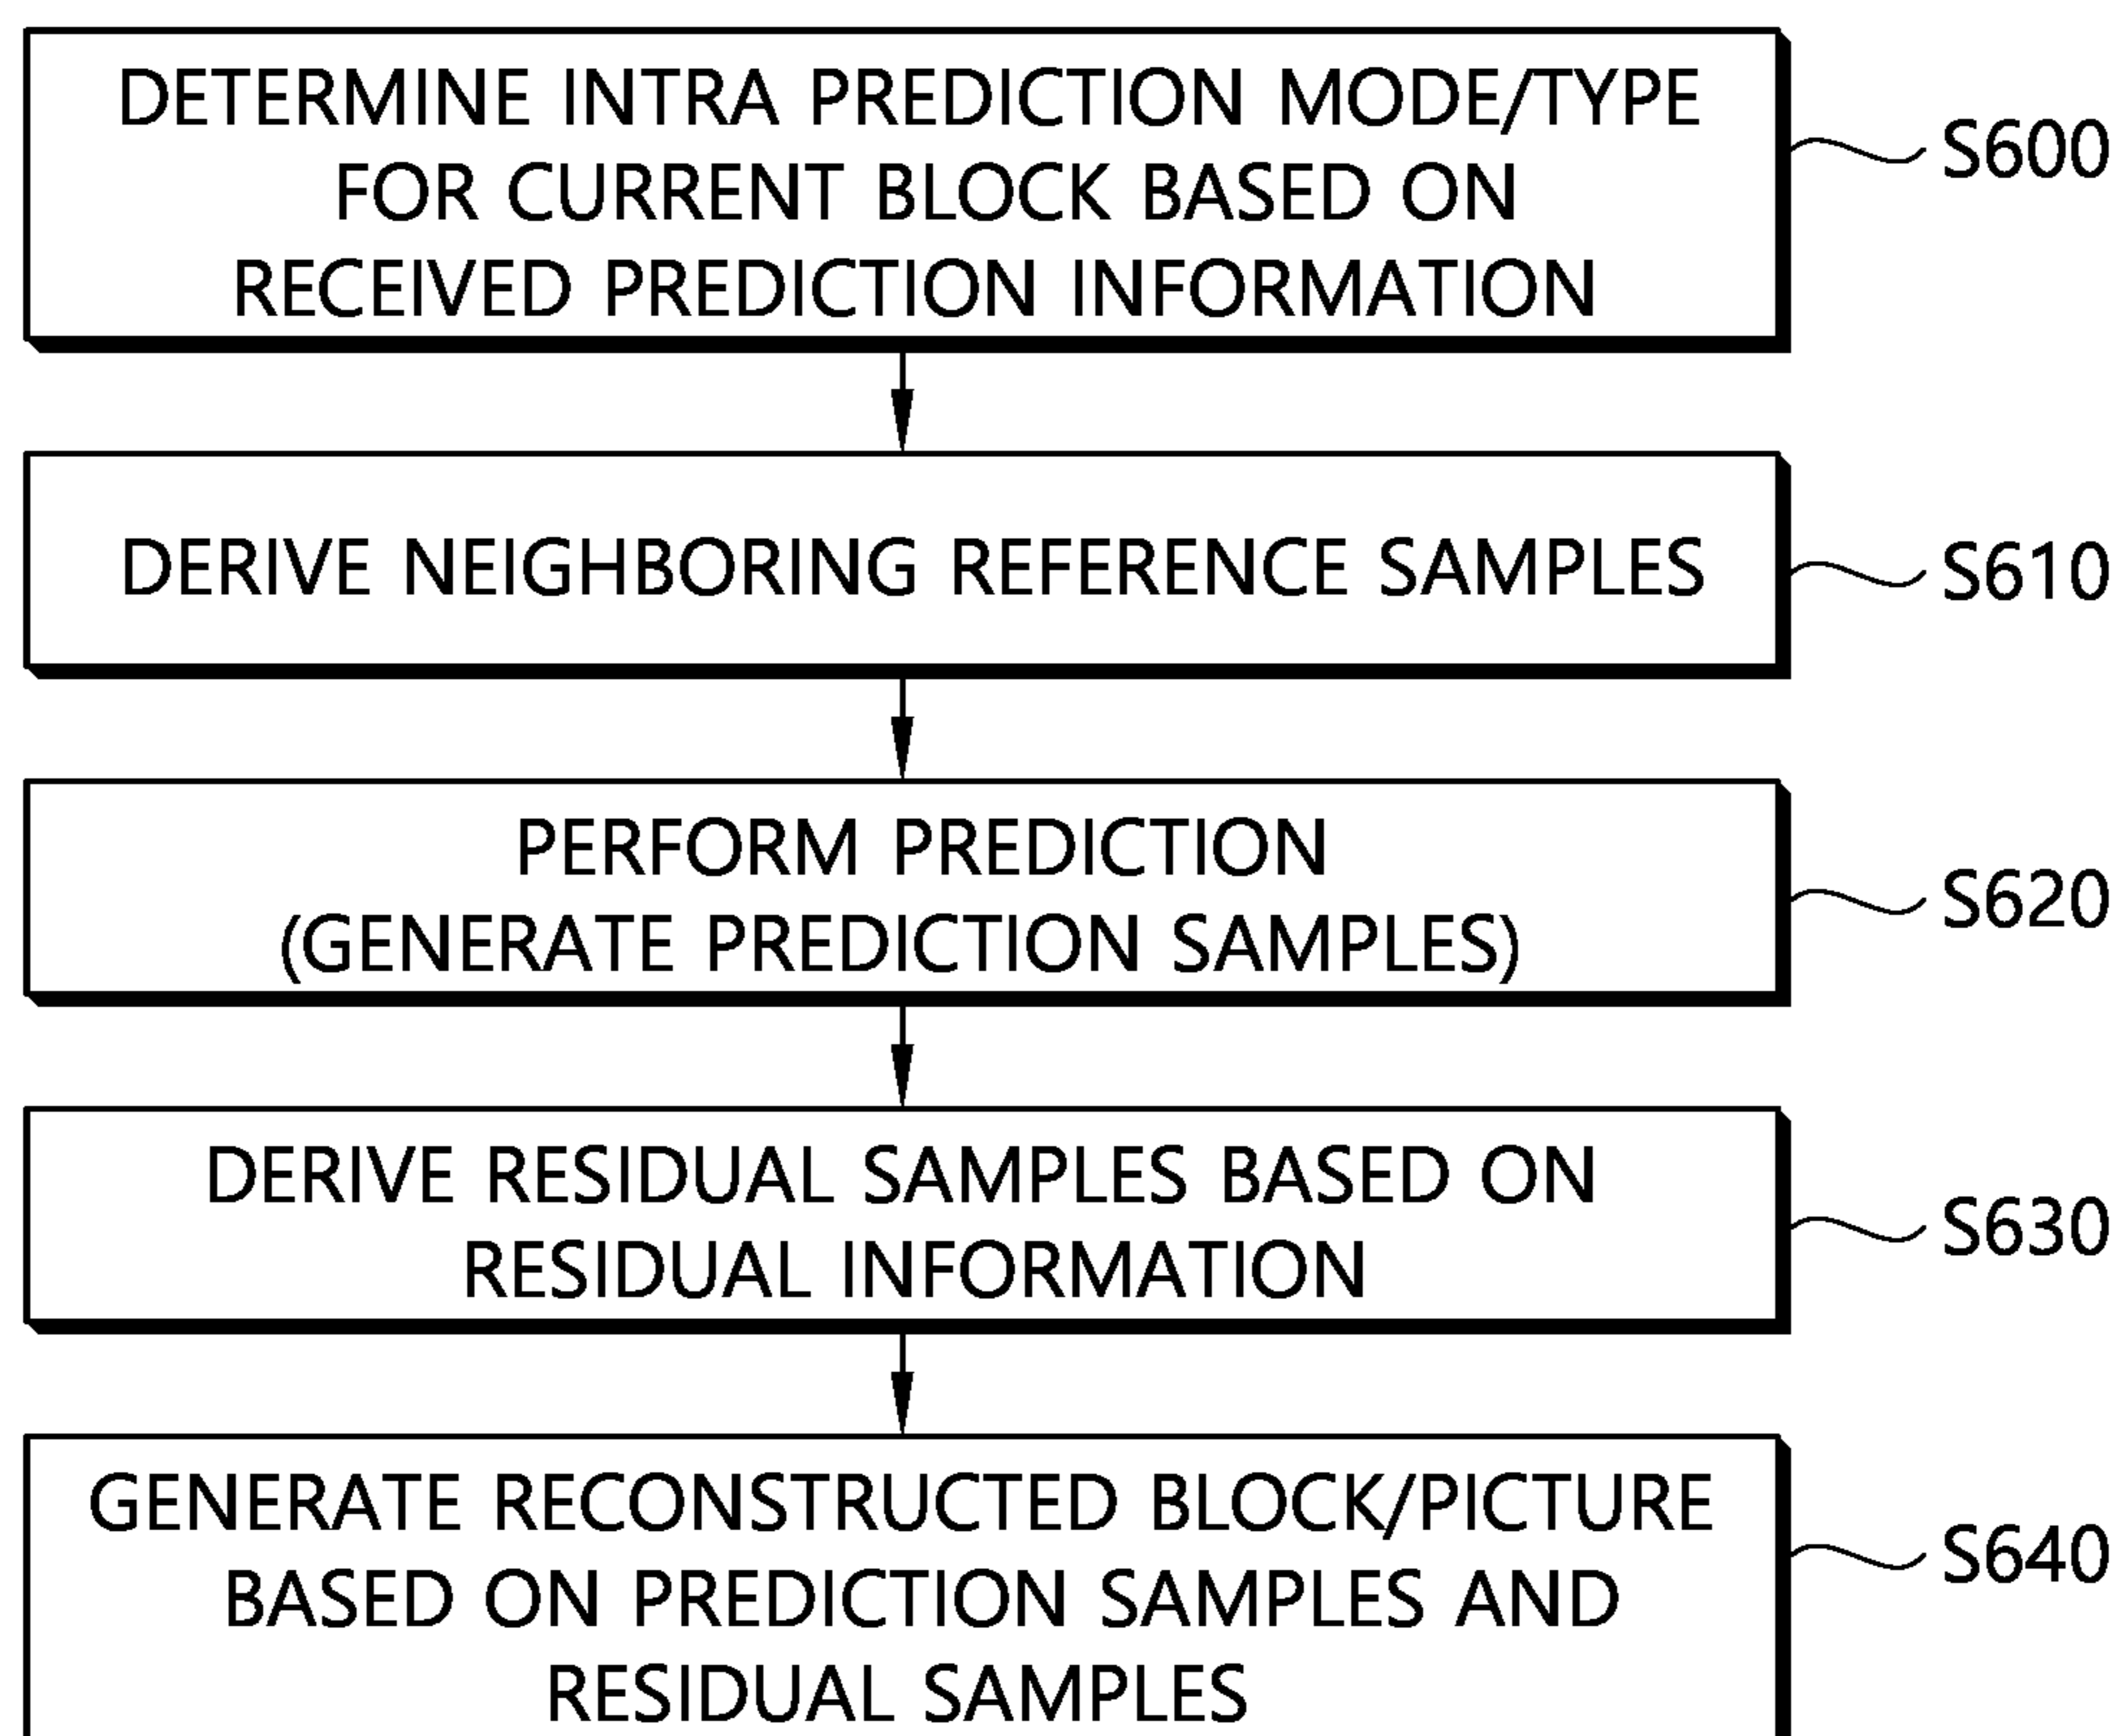 DETERMINE INTRA PREDICTION MODE/TYPE
FOR CURRENT BLOCK BASED ON
RECEIVED PREDICTION INFORMATION
S600
DERIVE NEIGHBORING REFERENCE SAMPLES
S610
PERFORM PREDICTION
(GENERATE PREDICTION SAMPLES)
S620
DERIVE RESIDUAL SAMPLES BASED ON
RESIDUAL INFORMATION
S630
GENERATE RECONSTRUCTED BLOCK/PICTURE
BASED ON PREDICTION SAMPLES AND
RESIDUAL SAMPLES
S640